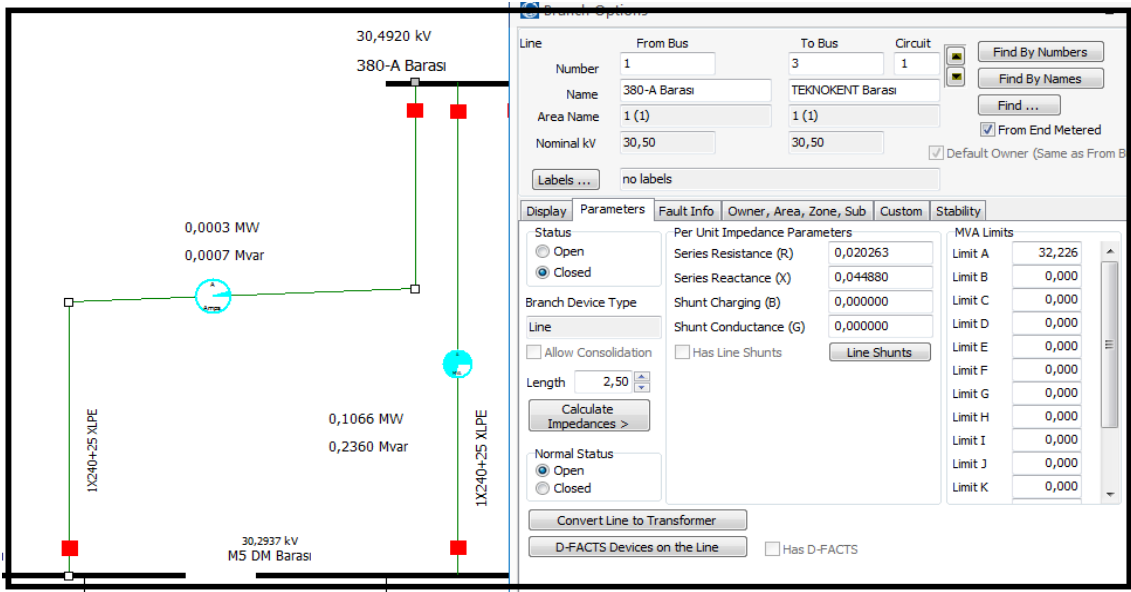 30,4920 kV
380-A Barası
0,0003 MW
0,0007 Mvar
A
Amps
0,1066 MW
0,2360 Mvar
1X240+25 XLPE
1X240+25 XLPE
30,2937 kV
M5 DM Barası
Branch Options
Line
From Bus
To Bus
Circuit
Number
1
3
1
Find By Numbers
Find By Names
Name
380-A Barası
TEKNOKENT Barası
Find ...
Area Name
1 (1)
1 (1)
From End Metered
Nominal kV
30,50
30,50
Default Owner (Same as From B
Labels ...
no labels
Display
Parameters
Fault Info
Owner, Area, Zone, Sub
Custom
Stability
Status
Open
Closed
Branch Device Type
Line
Allow Consolidation
Length
2,50
Calculate
Impedances >
Normal Status
Open
Closed
Per Unit Impedance Parameters
Series Resistance (R)
0,020263
Series Reactance (X)
0,044880
Shunt Charging (B)
0,000000
Shunt Conductance (G)
0,000000
Has Line Shunts
Line Shunts
MVA Limits
Limit A
32,226
Limit B
0,000
Limit C
0,000
Limit D
0,000
Limit E
0,000
Limit F
0,000
Limit G
0,000
Limit H
0,000
Limit I
0,000
Limit J
0,000
Limit K
0,000
Convert Line to Transformer
D-FACTS Devices on the Line
Has D-FACTS